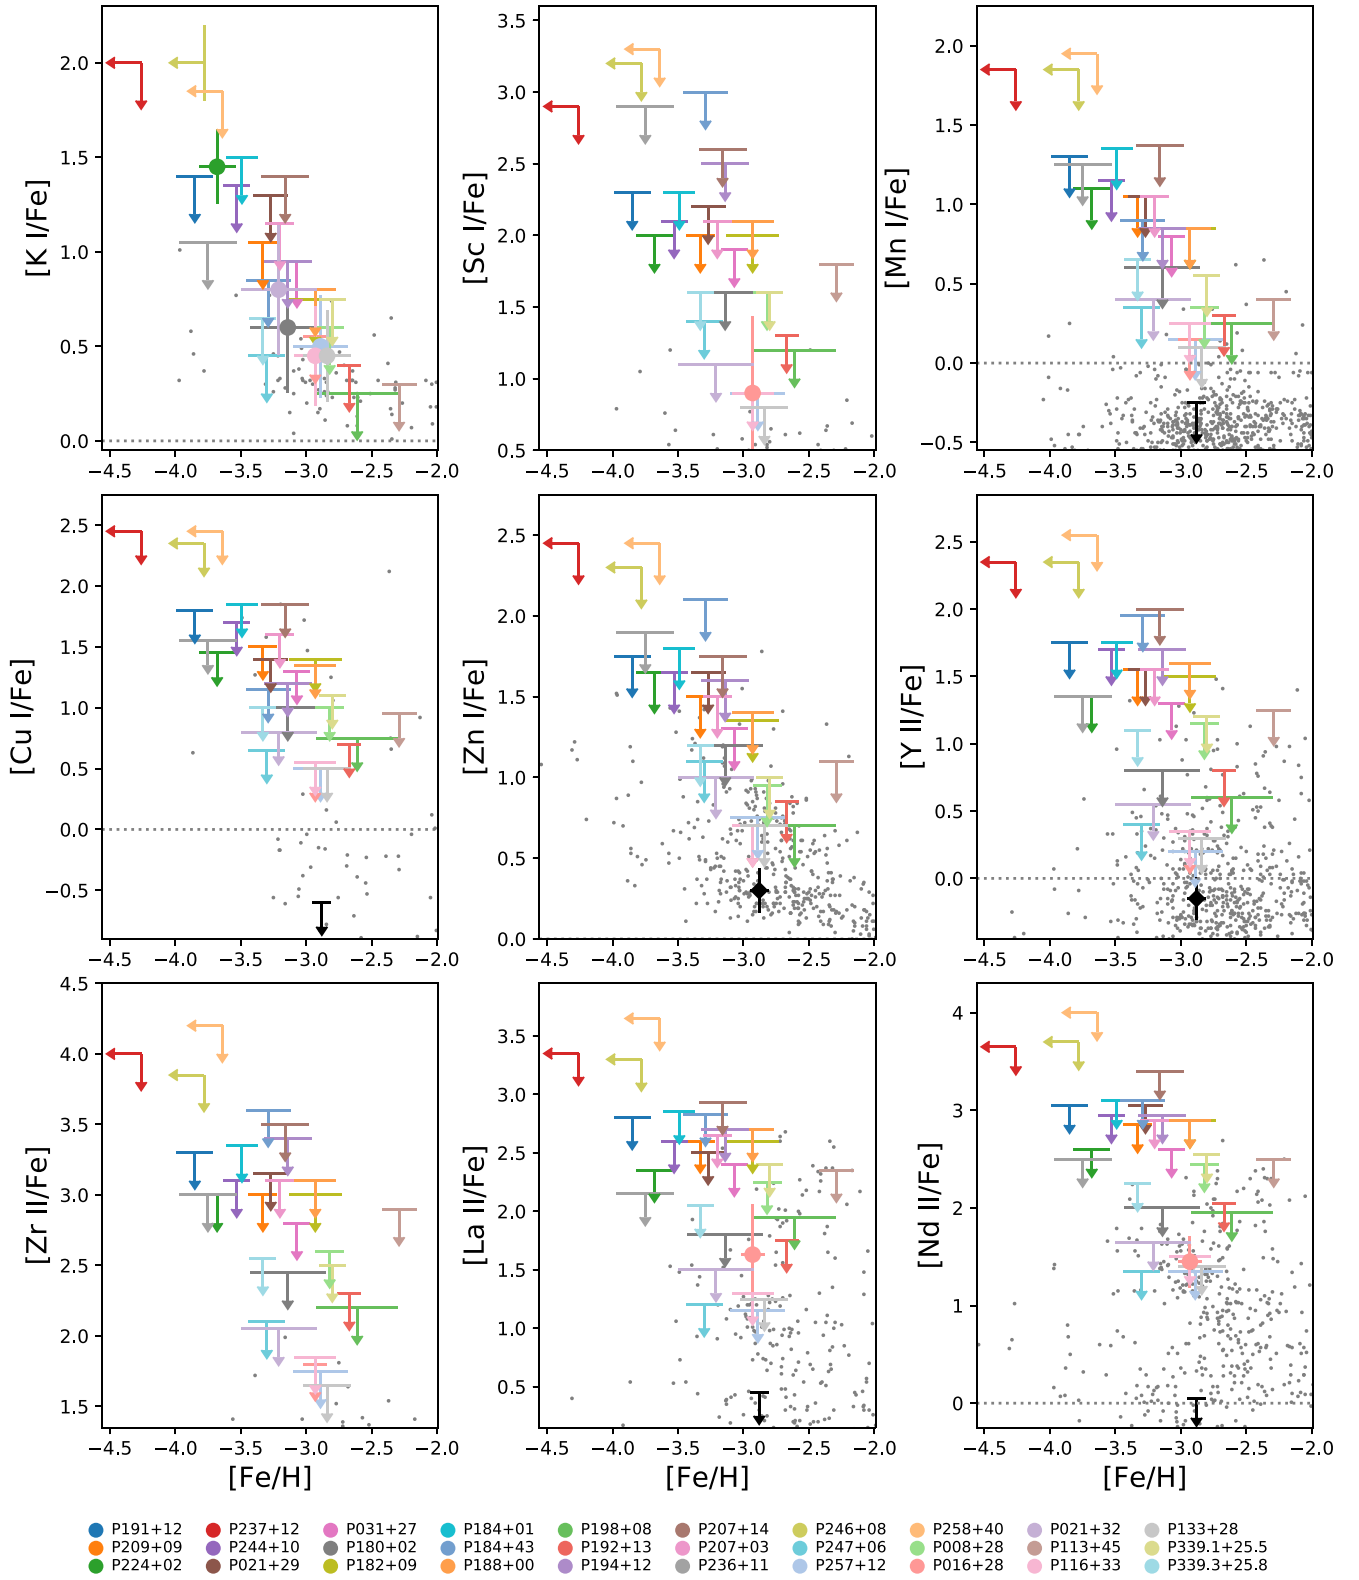 [K I/Fe]
2.0
1.5
1.0
0.5
0.0
−4.5 −4.0 −3.5 −3.0 −2.5 −2.0
[Sc I/Fe]
3.5
3.0
2.5
2.0
1.5
1.0
0.5
−4.5 −4.0 −3.5 −3.0 −2.5 −2.0
[Mn I/Fe]
2.0
1.5
1.0
0.5
0.0
−0.5
−4.5 −4.0 −3.5 −3.0 −2.5 −2.0
[Cu I/Fe]
2.5
2.0
1.5
1.0
0.5
0.0
−0.5
−4.5 −4.0 −3.5 −3.0 −2.5 −2.0
[Zn I/Fe]
2.5
2.0
1.5
1.0
0.5
0.0
−4.5 −4.0 −3.5 −3.0 −2.5 −2.0
[Y II/Fe]
2.5
2.0
1.5
1.0
0.5
0.0
−4.5 −4.0 −3.5 −3.0 −2.5 −2.0
[Zr II/Fe]
4.5
4.0
3.5
3.0
2.5
2.0
1.5
−4.5 −4.0 −3.5 −3.0 −2.5 −2.0
[Fe/H]
[La II/Fe]
3.5
3.0
2.5
2.0
1.5
1.0
0.5
−4.5 −4.0 −3.5 −3.0 −2.5 −2.0
[Fe/H]
[Nd II/Fe]
4
3
2
1
0
−4.5 −4.0 −3.5 −3.0 −2.5 −2.0
[Fe/H]
P191+12 P237+12 P031+27 P184+01 P198+08 P207+14 P246+08 P258+40 P021+32 P133+28
P209+09 P244+10 P180+02 P184+43 P192+13 P207+03 P247+06 P008+28 P113+45 P339.1+25.5
P224+02 P021+29 P182+09 P188+00 P194+12 P236+11 P257+12 P016+28 P116+33 P339.3+25.8